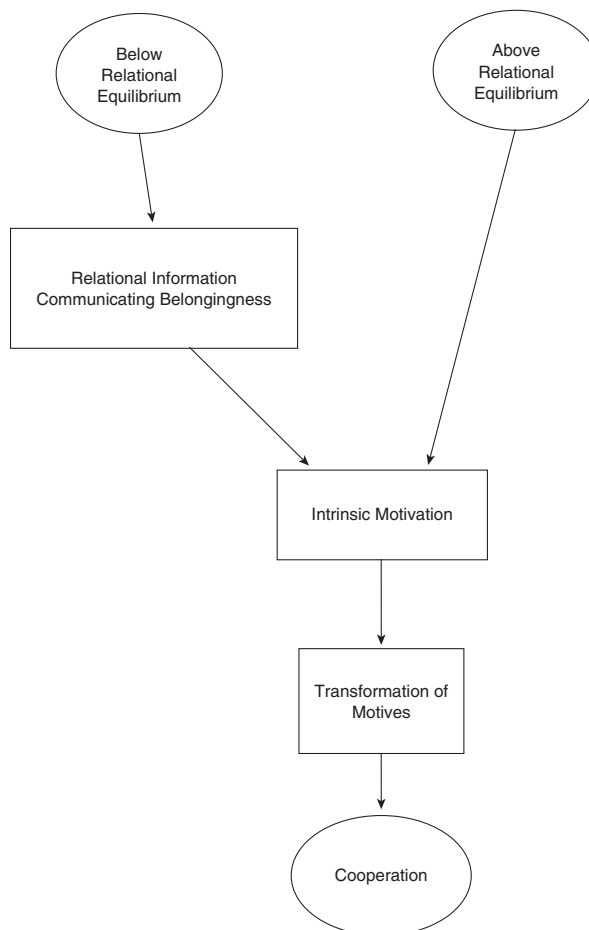 Below
Relational
Equilibrium
Above
Relational
Equilibrium
Relational Information
Communicating Belongingness
Intrinsic Motivation
Transformation of
Motives
Cooperation